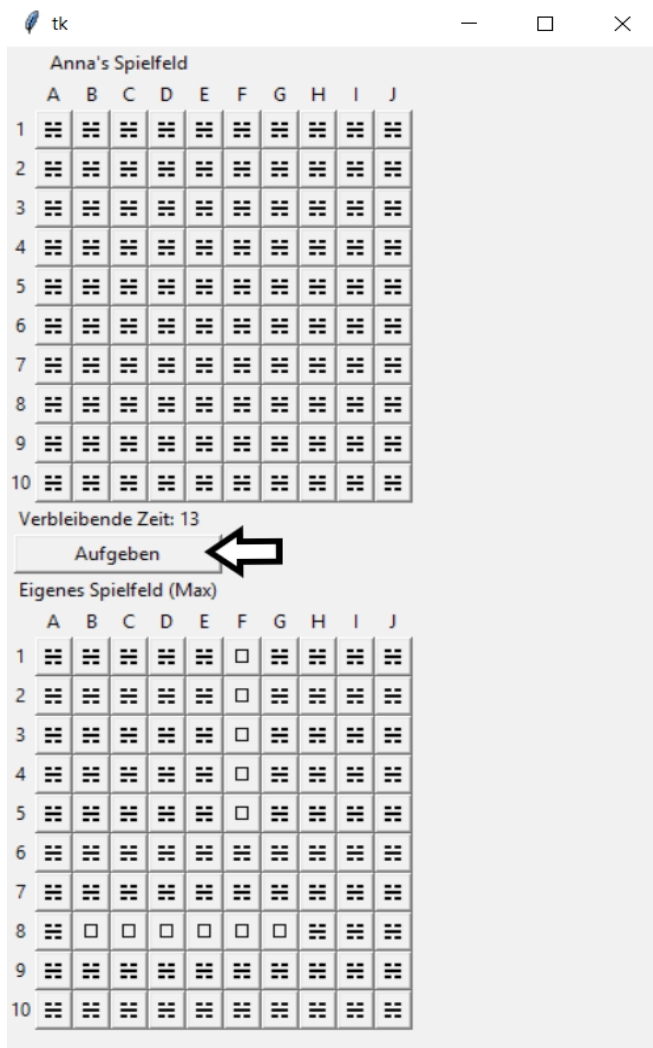 tk
Anna's Spielfeld
A B C D E F G H I J
1 ☵ ☵ ☵ ☵ ☵ ☵ ☵ ☵ ☵ ☵
2 ☵ ☵ ☵ ☵ ☵ ☵ ☵ ☵ ☵ ☵
3 ☵ ☵ ☵ ☵ ☵ ☵ ☵ ☵ ☵ ☵
4 ☵ ☵ ☵ ☵ ☵ ☵ ☵ ☵ ☵ ☵
5 ☵ ☵ ☵ ☵ ☵ ☵ ☵ ☵ ☵ ☵
6 ☵ ☵ ☵ ☵ ☵ ☵ ☵ ☵ ☵ ☵
7 ☵ ☵ ☵ ☵ ☵ ☵ ☵ ☵ ☵ ☵
8 ☵ ☵ ☵ ☵ ☵ ☵ ☵ ☵ ☵ ☵
9 ☵ ☵ ☵ ☵ ☵ ☵ ☵ ☵ ☵ ☵
10 ☵ ☵ ☵ ☵ ☵ ☵ ☵ ☵ ☵ ☵
Verbleibende Zeit: 13
Aufgeben
Eigenes Spielfeld (Max)
A B C D E F G H I J
1 ☵ ☵ ☵ ☵ ☵ □ ☵ ☵ ☵ ☵
2 ☵ ☵ ☵ ☵ ☵ □ ☵ ☵ ☵ ☵
3 ☵ ☵ ☵ ☵ ☵ □ ☵ ☵ ☵ ☵
4 ☵ ☵ ☵ ☵ ☵ □ ☵ ☵ ☵ ☵
5 ☵ ☵ ☵ ☵ ☵ □ ☵ ☵ ☵ ☵
6 ☵ ☵ ☵ ☵ ☵ ☵ ☵ ☵ ☵ ☵
7 ☵ ☵ ☵ ☵ ☵ ☵ ☵ ☵ ☵ ☵
8 ☵ □ □ □ □ □ □ ☵ ☵ ☵
9 ☵ ☵ ☵ ☵ ☵ ☵ ☵ ☵ ☵ ☵
10 ☵ ☵ ☵ ☵ ☵ ☵ ☵ ☵ ☵ ☵